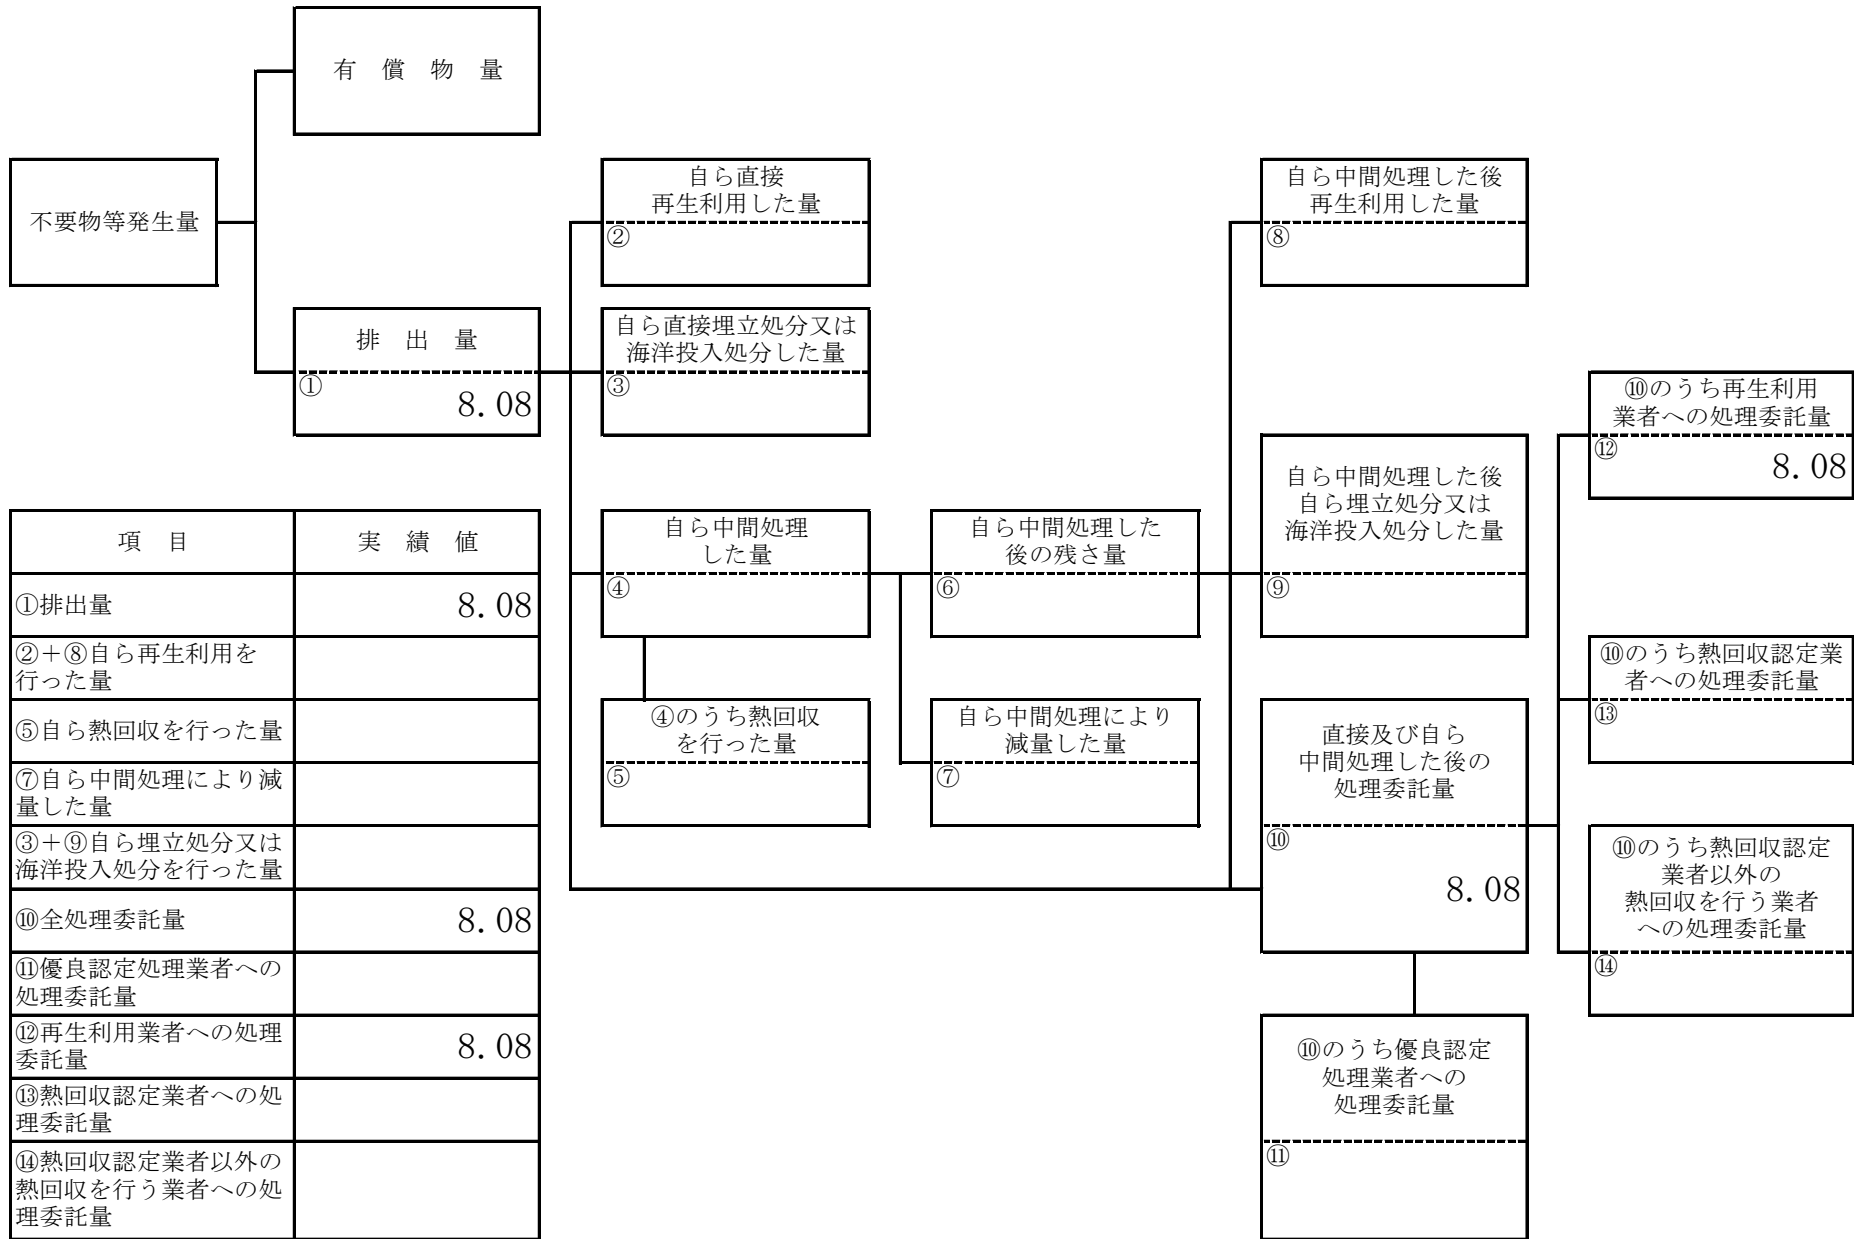 有　償　物　量
不要物等発生量
排　出　量
①
8.08
自ら直接
再生利用した量
②
自ら直接埋立処分又は
海洋投入処分した量
③
自ら中間処理
した量
④
④のうち熱回収
を行った量
⑤
自ら中間処理した
後の残さ量
⑥
自ら中間処理により
減量した量
⑦
自ら中間処理した後
再生利用した量
⑧
自ら中間処理した後
自ら埋立処分又は
海洋投入処分した量
⑨
直接及び自ら
中間処理した後の
処理委託量
⑩
8.08
⑩のうち優良認定
処理業者への
処理委託量
⑪
⑩のうち再生利用
業者への処理委託量
⑫
8.08
⑩のうち熱回収認定業
者への処理委託量
⑬
⑩のうち熱回収認定
業者以外の
熱回収を行う業者
への処理委託量
⑭
項　目　実　績　値
①排出量　8.08
②＋⑧自ら再生利用を
行った量
⑤自ら熱回収を行った量
⑦自ら中間処理により減
量した量
③＋⑨自ら埋立処分又は
海洋投入処分を行った量
⑩全処理委託量　8.08
⑪優良認定処理業者への
処理委託量
⑫再生利用業者への処理
委託量　8.08
⑬熱回収認定業者への処
理委託量
⑭熱回収認定業者以外の
熱回収を行う業者への処
理委託量